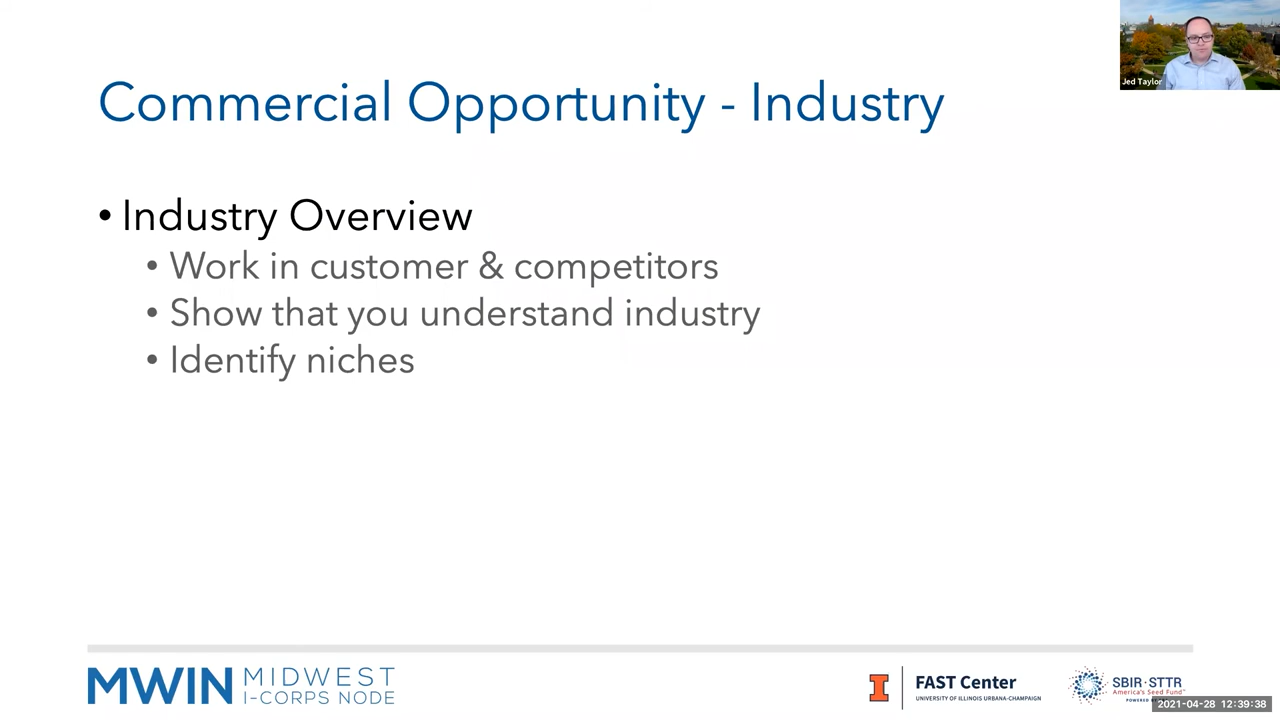 Jed Taylor
Commercial Opportunity - Industry
• Industry Overview
• Work in customer & competitors
• Show that you understand industry
• Identify niches
MWIN MIDWEST
I-CORPS NODE
I
FAST Center
UNIVERSITY OF ILLINOIS URBANA-CHAMPAIGN
SBIR·STTR
America's Seed Fund™
POWERED
2021-04-28 12:39:38